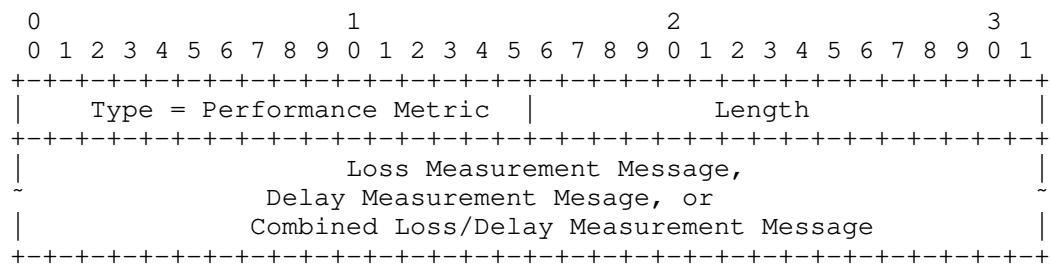 0                   1                   2                   3
 0 1 2 3 4 5 6 7 8 9 0 1 2 3 4 5 6 7 8 9 0 1 2 3 4 5 6 7 8 9 0 1
+-+-+-+-+-+-+-+-+-+-+-+-+-+-+-+-+-+-+-+-+-+-+-+-+-+-+-+-+-+-+-+-+
|    Type = Performance Metric  |           Length              |
+-+-+-+-+-+-+-+-+-+-+-+-+-+-+-+-+-+-+-+-+-+-+-+-+-+-+-+-+-+-+-+-+
|                    Loss Measurement Message,                  |
~               Delay Measurement Mesage, or                    ~
|              Combined Loss/Delay Measurement Message          |
+-+-+-+-+-+-+-+-+-+-+-+-+-+-+-+-+-+-+-+-+-+-+-+-+-+-+-+-+-+-+-+-+